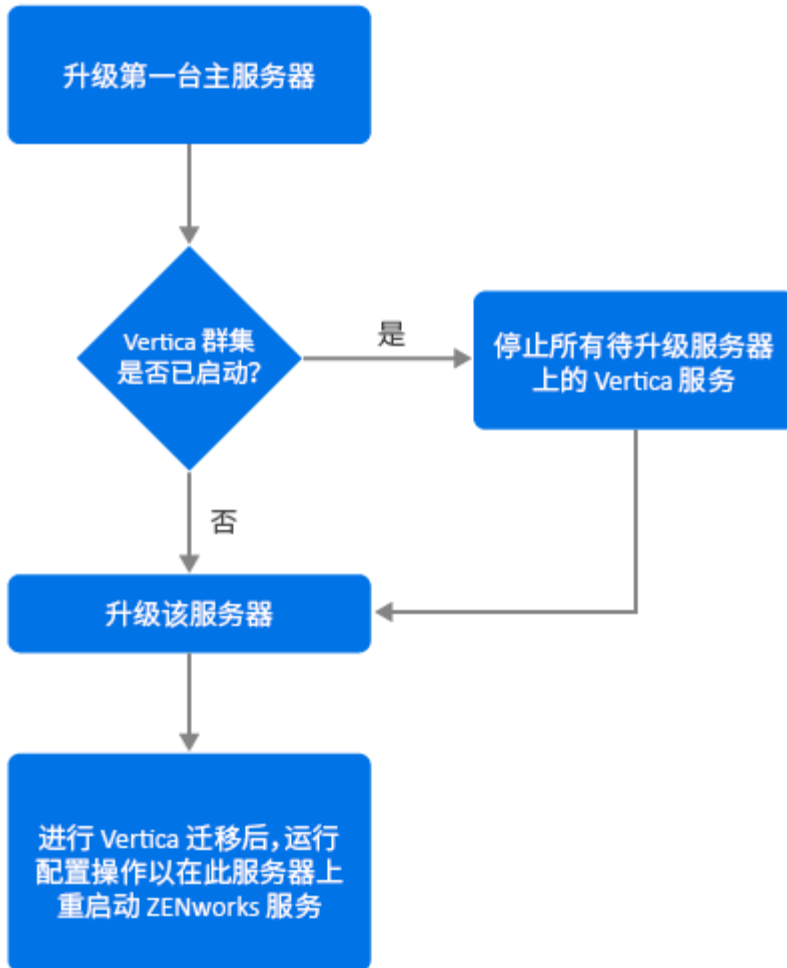 升级第一台主服务器
Vertica 群集
是否已启动?
是
停止所有待升级服务器
上的 Vertica 服务
否
升级该服务器
进行 Vertica 迁移后,运行
配置操作以在此服务器上
重启动 ZENworks 服务